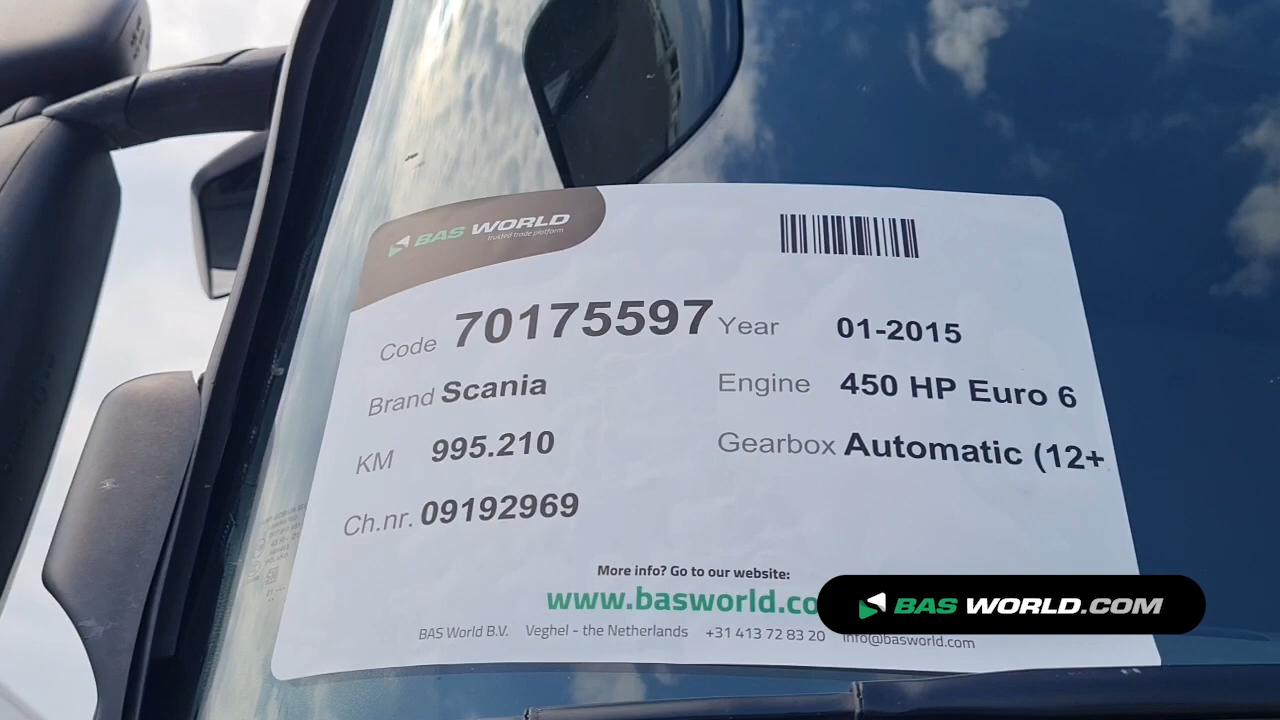 BAS WORLD
trusted trade platform
Code 70175597
Year 01-2015
Brand Scania
Engine 450 HP Euro 6
KM 995.210
Gearbox Automatic (12+
Ch.nr. 09192969
More info? Go to our website:
www.basworld.co
BAS WORLD.COM
BAS World B.V. Veghel - the Netherlands +31 413 72 83 20 info@basworld.com